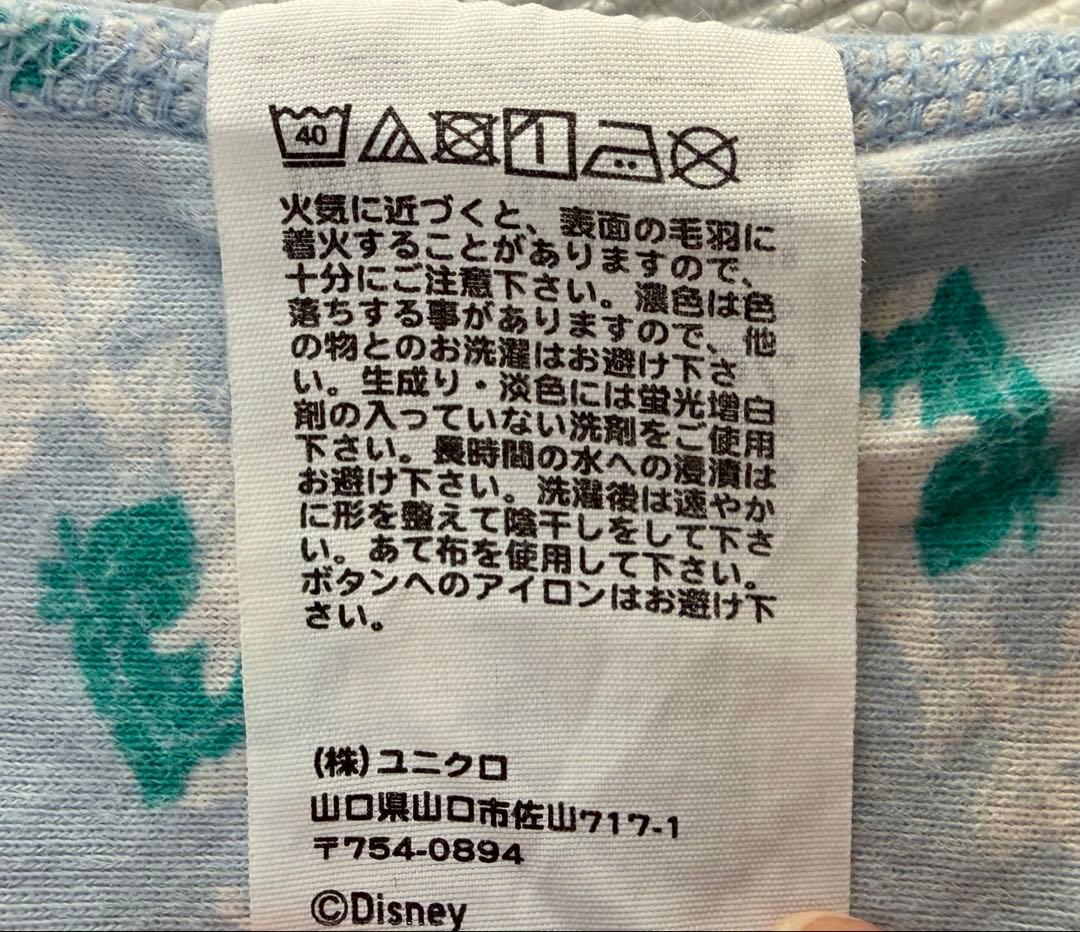 40
火気に近づくと、表面の毛羽に
着火することがありますので、
十分にご注意下さい。濃色は色
落ちする事がありますので、他
の物とのお洗濯はお避け下さ
い。生成り・淡色には蛍光増白
剤の入っていない洗剤をご使用
下さい。長時間の水への浸漬は
お避け下さい。洗濯後は速やか
に形を整えて陰干しをして下さ
い。あて布を使用して下さい。
ボタンへのアイロンはお避け下
さい。
(株)ユニクロ
山口県山口市佐山717-1
〒754-0894
©Disney